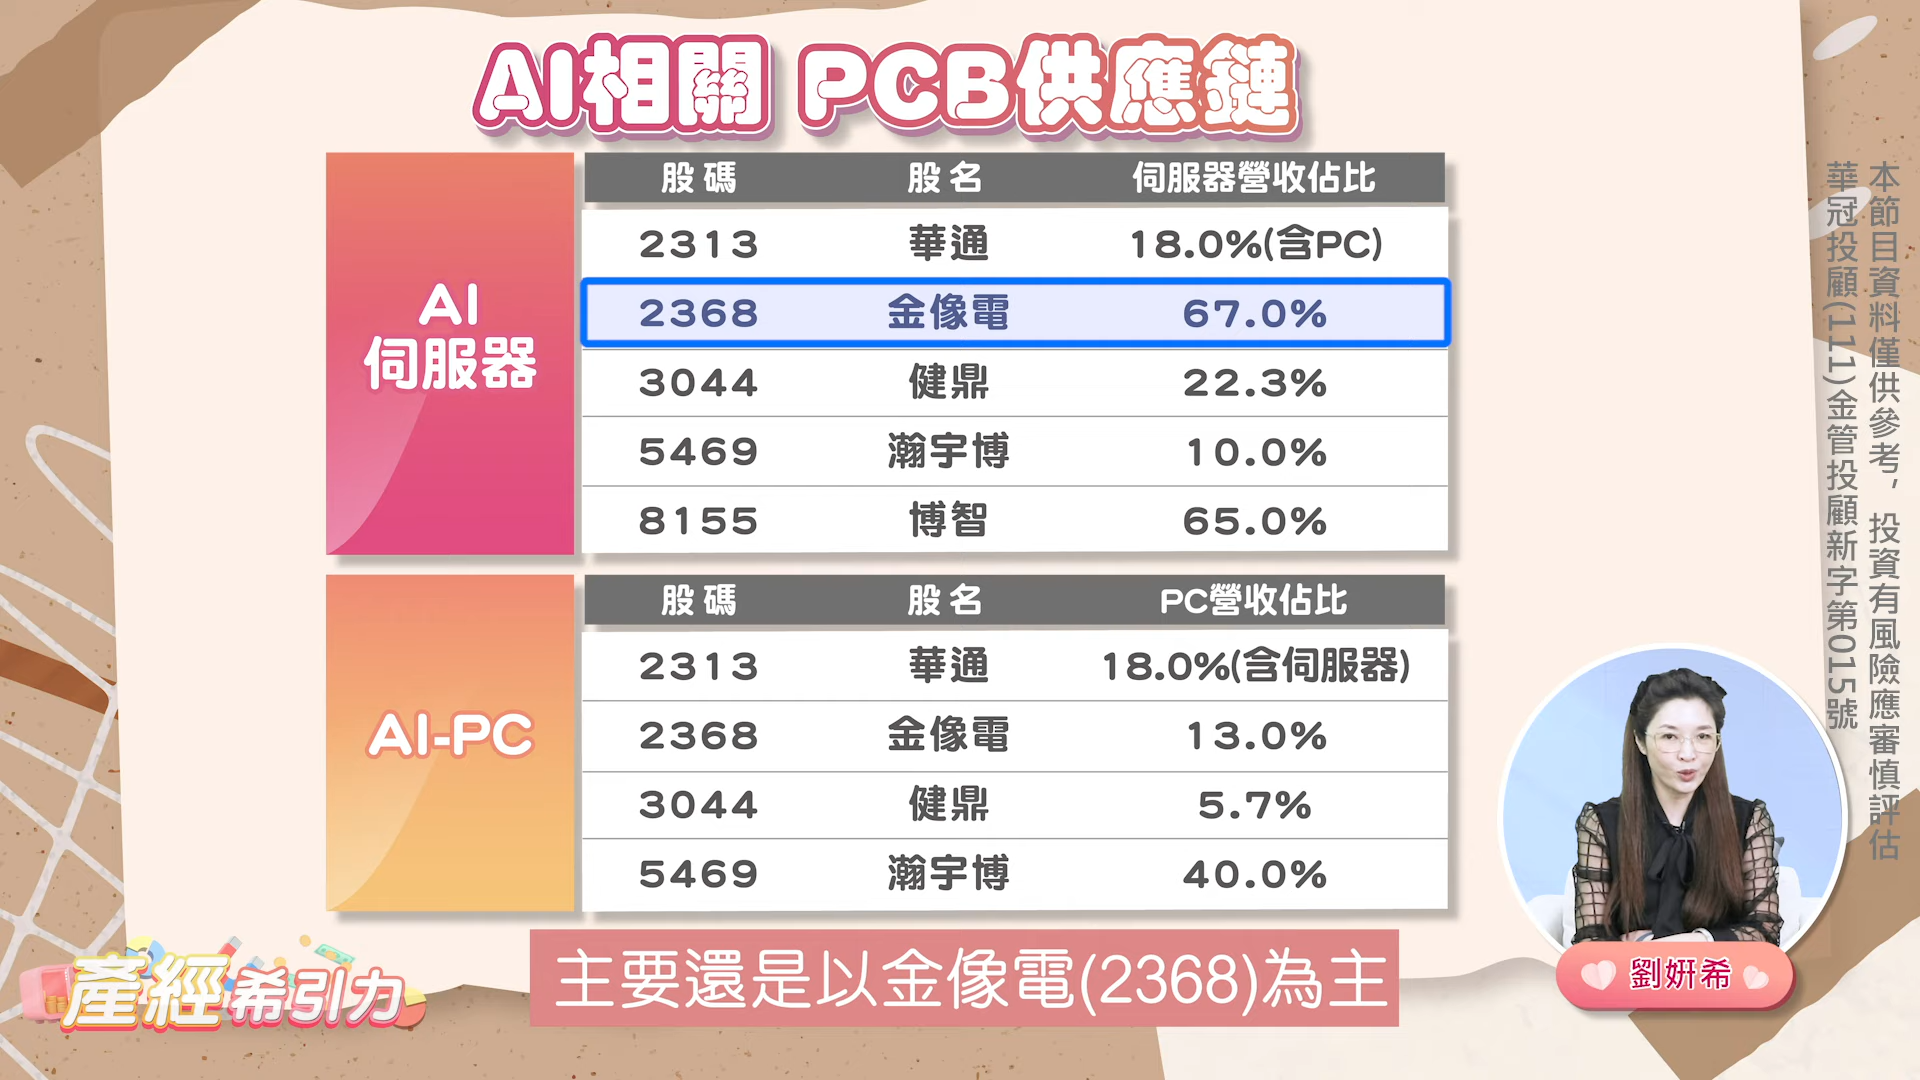 AI相關 PCB供應鏈
AI
伺服器
股碼 股名 伺服器營收佔比
2313 華通 18.0%(含PC)
2368 金像電 67.0%
3044 健鼎 22.3%
5469 瀚宇博 10.0%
8155 博智 65.0%
AI-PC
股碼 股名 PC營收佔比
2313 華通 18.0%(含伺服器)
2368 金像電 13.0%
3044 健鼎 5.7%
5469 瀚宇博 40.0%
本節目資料僅供參考，投資有風險應審慎評估
華冠投顧(111)金管投顧新字第015號
劉妍希
產經希引力
主要還是以金像電(2368)為主